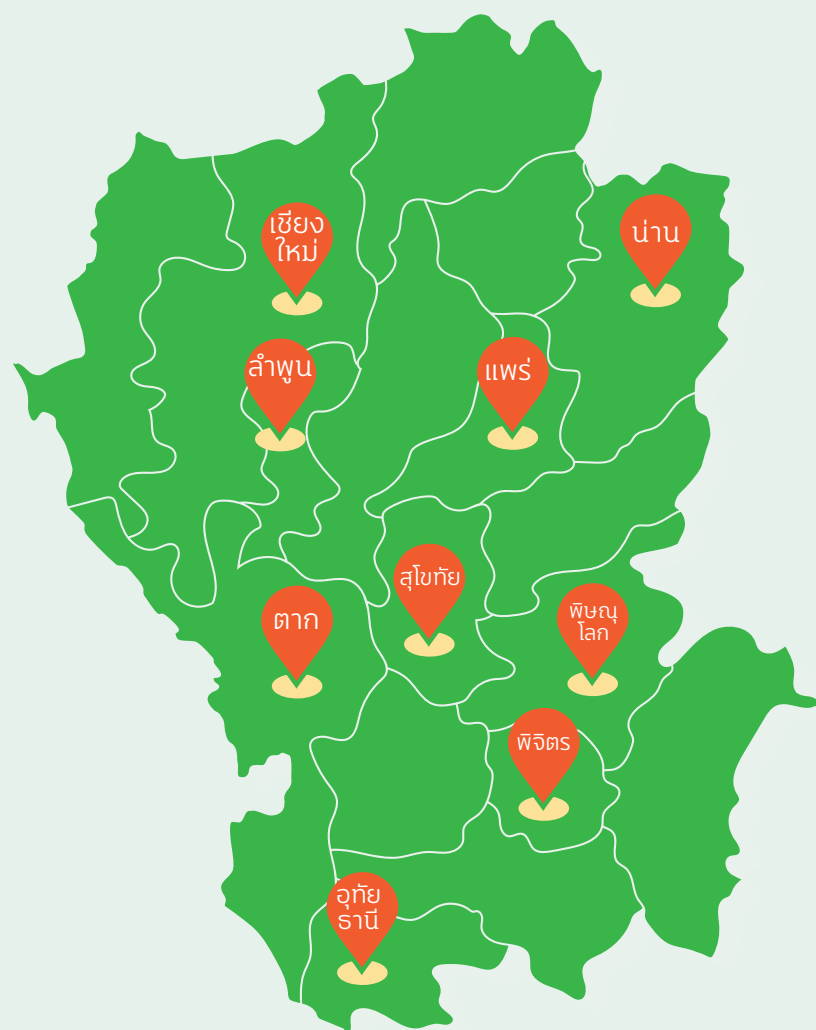 เชียง
ใหม่
น่าน
ลำพูน
แพร่
สุโขทัย
ตาก
พิษณุ
โลก
พิจิตร
อุทัย
ธานี